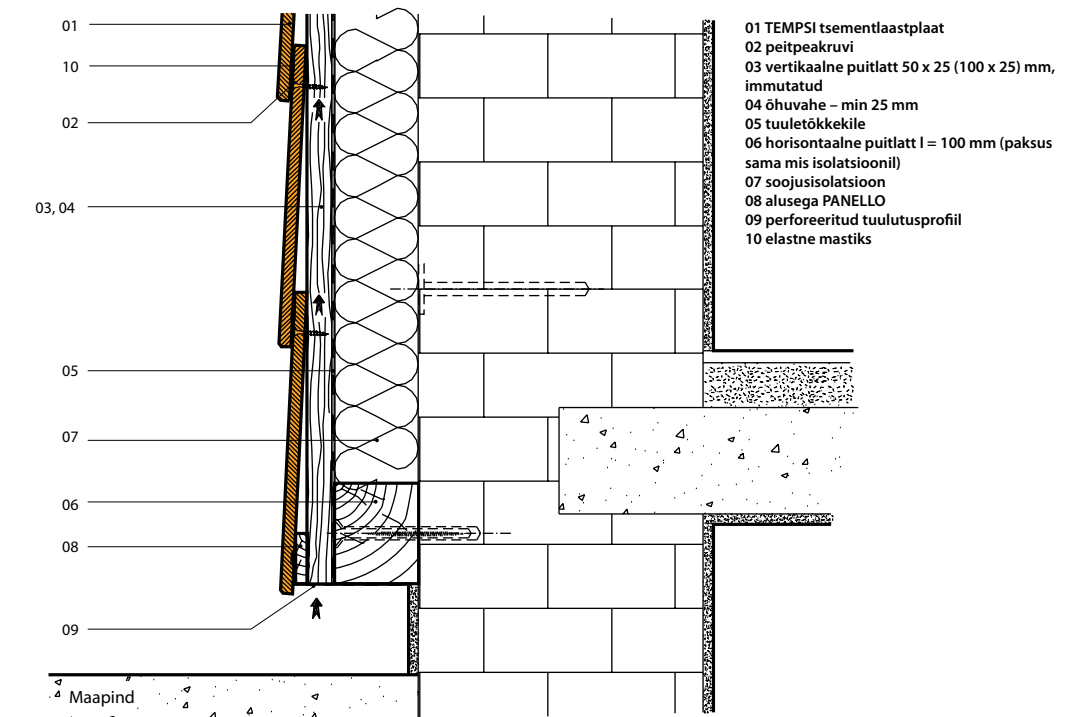 01
10
02
03, 04
05
07
06
08
09
Maapind
01 TEMPSI tsementlaastplaat
02 peitpeakruvi
03 vertikaalne puitlatt 50 x 25 (100 x 25) mm,
immutatud
04 õhuvahe – min 25 mm
05 tuuletõkkekile
06 horisontaalne puitlatt l = 100 mm (paksus
sama mis isolatsioonil)
07 soojusisolatsioon
08 alusega PANELLO
09 perforeeritud tuulutusprofiil
10 elastne mastiks